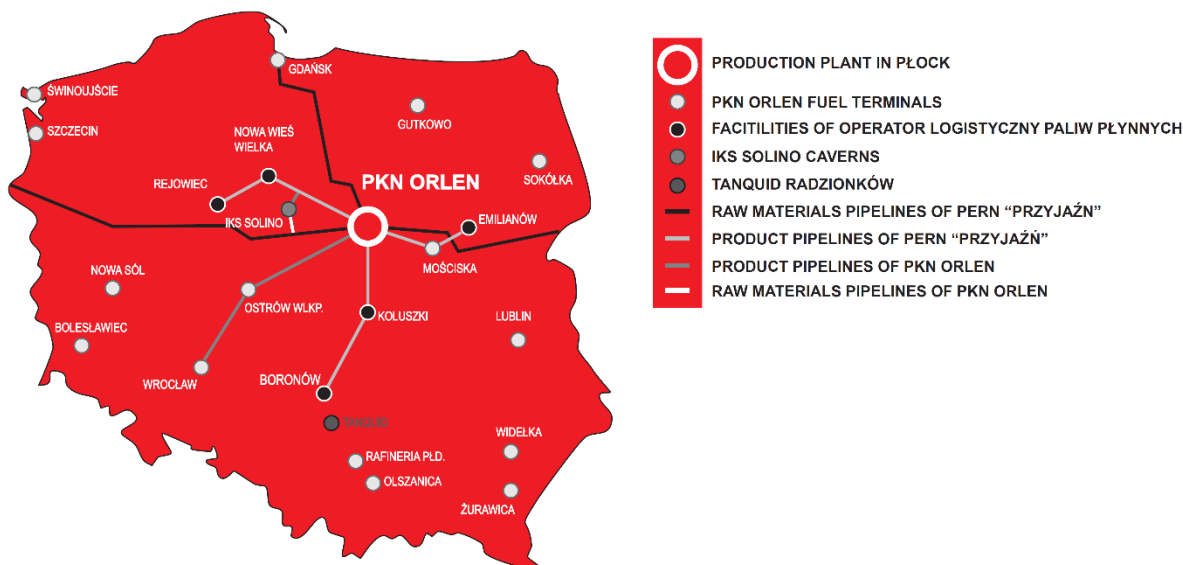 GDAŃSK
ŚWINOUJŚCIE
SZCZECIN
GUTKOWO
NOWA WIEŚ
WIELKA
SOKÓŁKA
REJOWIEC
PKN ORLEN
IKS SOLINO
EMILIANÓW
MOŚCISKA
NOWA SÓL
OSTRÓW WLKP.
KOLUSZKI
LUBLIN
BOLESŁAWIEC
WROCŁAW
BORONÓW
TANQUID
WIDEŁKA
RAFINERIA PŁD.
OLSZANICA
ŻURAWICA
PRODUCTION PLANT IN PŁOCK
PKN ORLEN FUEL TERMINALS
FACITILITIES OF OPERATOR LOGISTYCZNY PALIW PŁYNNYCH
IKS SOLINO CAVERNS
TANQUID RADZIONKÓW
RAW MATERIALS PIPELINES OF PERN “PRZYJAŹN”
PRODUCT PIPELINES OF PERN “PRZYJAŹŃ”
PRODUCT PIPELINES OF PKN ORLEN
RAW MATERIALS PIPELINES OF PKN ORLEN